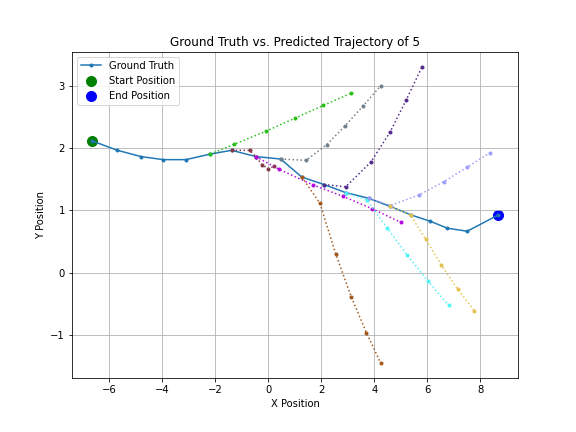 Ground Truth vs. Predicted Trajectory of 5
Ground Truth
Start Position
End Position
3
2
1
0
−1
Y Position
−6 −4 −2 0 2 4 6 8
X Position